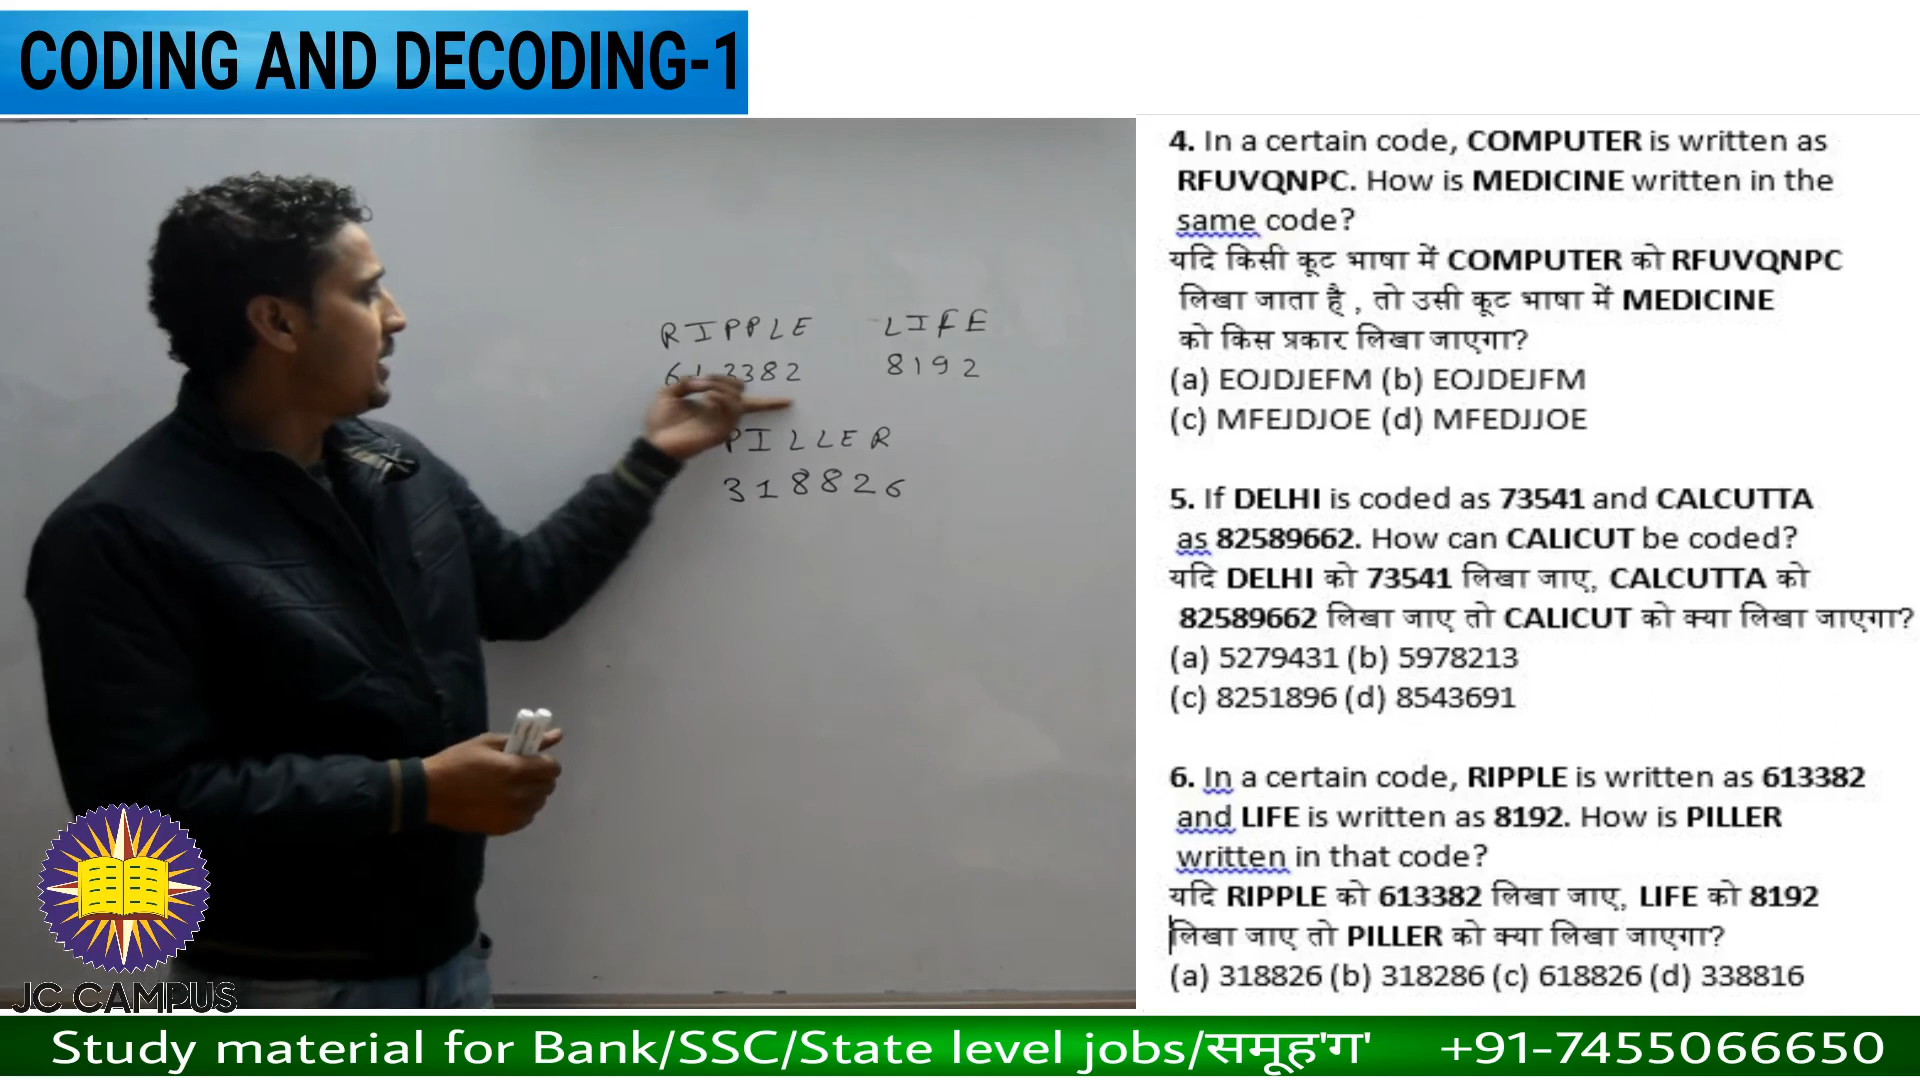 CODING AND DECODING-1
RIPPLE LIFE
613382 8192
PILLER
318826
4. In a certain code, COMPUTER is written as
RFUVQNPC. How is MEDICINE written in the
same code?
यदि किसी कूट भाषा में COMPUTER को RFUVQNPC
लिखा जाता है , तो उसी कूट भाषा में MEDICINE
को किस प्रकार लिखा जाएगा?
(a) EOJDJEFM (b) EOJDEJFM
(c) MFEJDJOE (d) MFEDJJOE
5. If DELHI is coded as 73541 and CALCUTTA
as 82589662. How can CALICUT be coded?
यदि DELHI को 73541 लिखा जाए, CALCUTTA को
82589662 लिखा जाए तो CALICUT को क्या लिखा जाएगा?
(a) 5279431 (b) 5978213
(c) 8251896 (d) 8543691
6. In a certain code, RIPPLE is written as 613382
and LIFE is written as 8192. How is PILLER
written in that code?
यदि RIPPLE को 613382 लिखा जाए, LIFE को 8192
लिखा जाए तो PILLER को क्या लिखा जाएगा?
(a) 318826 (b) 318286 (c) 618826 (d) 338816
JC CAMPUS
Study material for Bank/SSC/State level jobs/समूह'ग' +91-7455066650